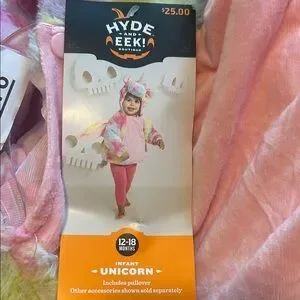 $25.00
HYDE
AND
EEK!
BOUTIQUE
12-18
MONTHS
INFANT
UNICORN
Includes pullover
Other accessories shown sold separately